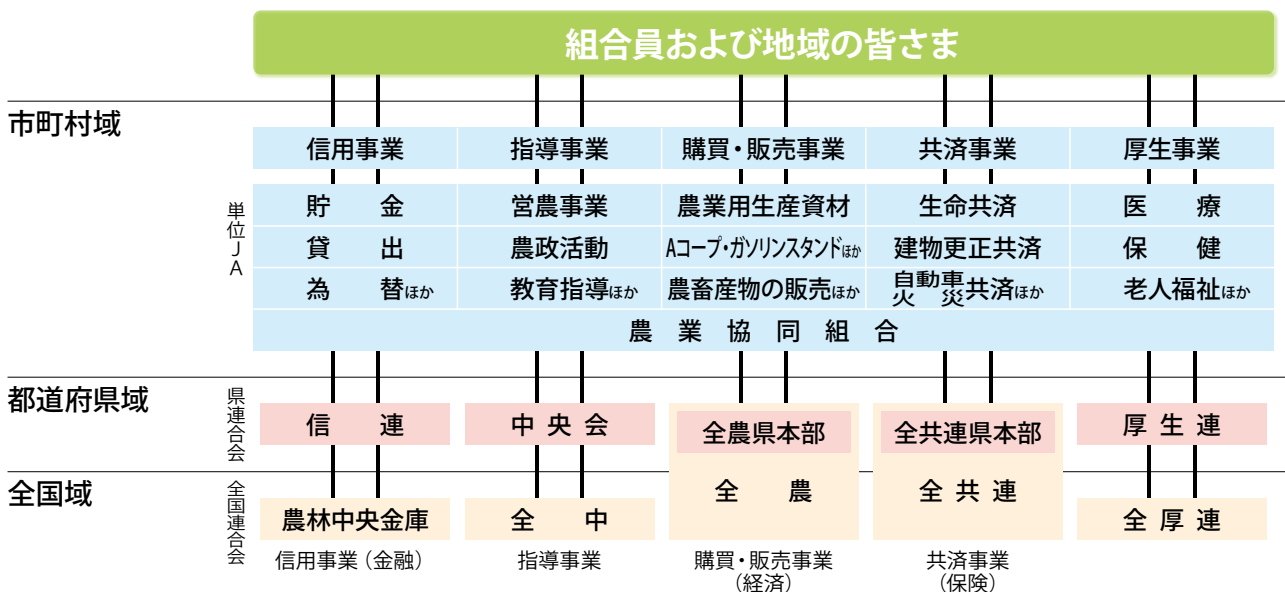 組合員および地域の皆さま
市町村域
信用事業 指導事業 購買・販売事業 共済事業 厚生事業
単位JA
貯金 営農事業 農業用生産資材 生命共済 医療
貸出 農政活動 Aコープ・ガソリンスタンドほか 建物更正共済 保健
為替ほか 教育指導ほか 農畜産物の販売ほか 自動車火災共済ほか 老人福祉ほか
農業協同組合
都道府県域
県連合会
信連 中央会 全農県本部 全共連県本部 厚生連
全国域
全国連合会
全農 全共連
農林中央金庫 全中 全厚連
信用事業(金融) 指導事業 購買・販売事業 共済事業
(経済) (保険)